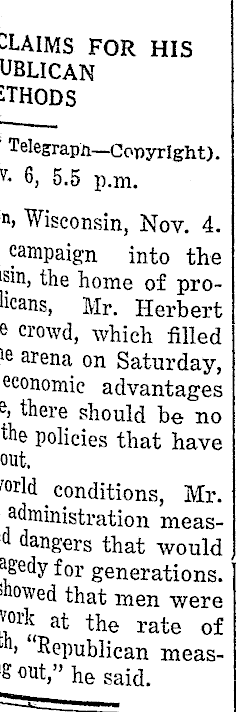 CLAIMS FOR HIS
UBLICAN
ETHODS
Telegraph—Copyright).
v. 6, 5.5 p.m.
n, Wisconsin, Nov. 4.
campaign into the
sin, the home of pro-
licans, Mr. Herbert
e crowd, which filled
ne arena on Saturday,
economic advantages
e, there should be no
the policies that have
out.
world conditions, Mr.
administration meas-
d dangers that would
agedy for generations.
showed that men were
work at the rate of
th, “Republican meas-
g out,” he said.